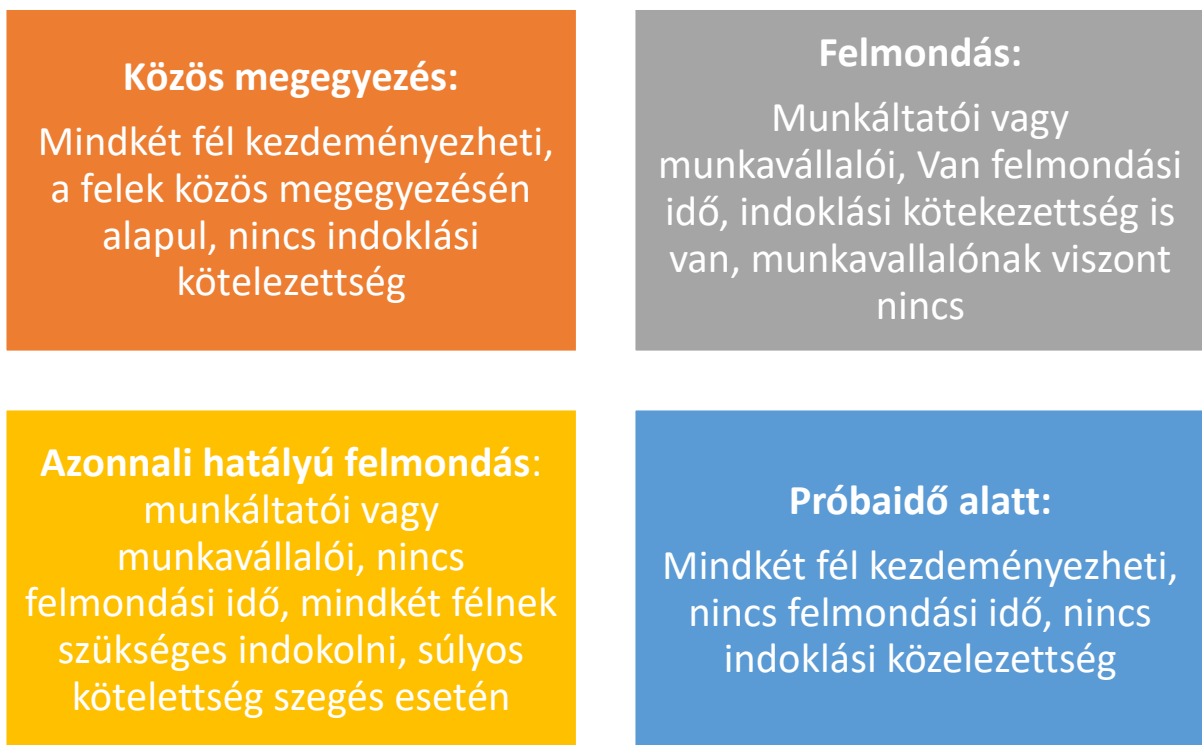 Közös megegyezés:
Mindkét fél kezdeményezheti,
a felek közös megegyezésén
alapul, nincs indoklási
kötelezettség
Felmondás:
Munkáltatói vagy
munkavállalói, Van felmondási
idő, indoklási kötekezettség is
van, munkavallalónak viszont
nincs
Azonnali hatályú felmondás:
munkáltatói vagy
munkavállalói, nincs
felmondási idő, mindkét félnek
szükséges indokolni, súlyos
kötelettség szegés esetén
Próbaidő alatt:
Mindkét fél kezdeményezheti,
nincs felmondási idő, nincs
indoklási közelezettség